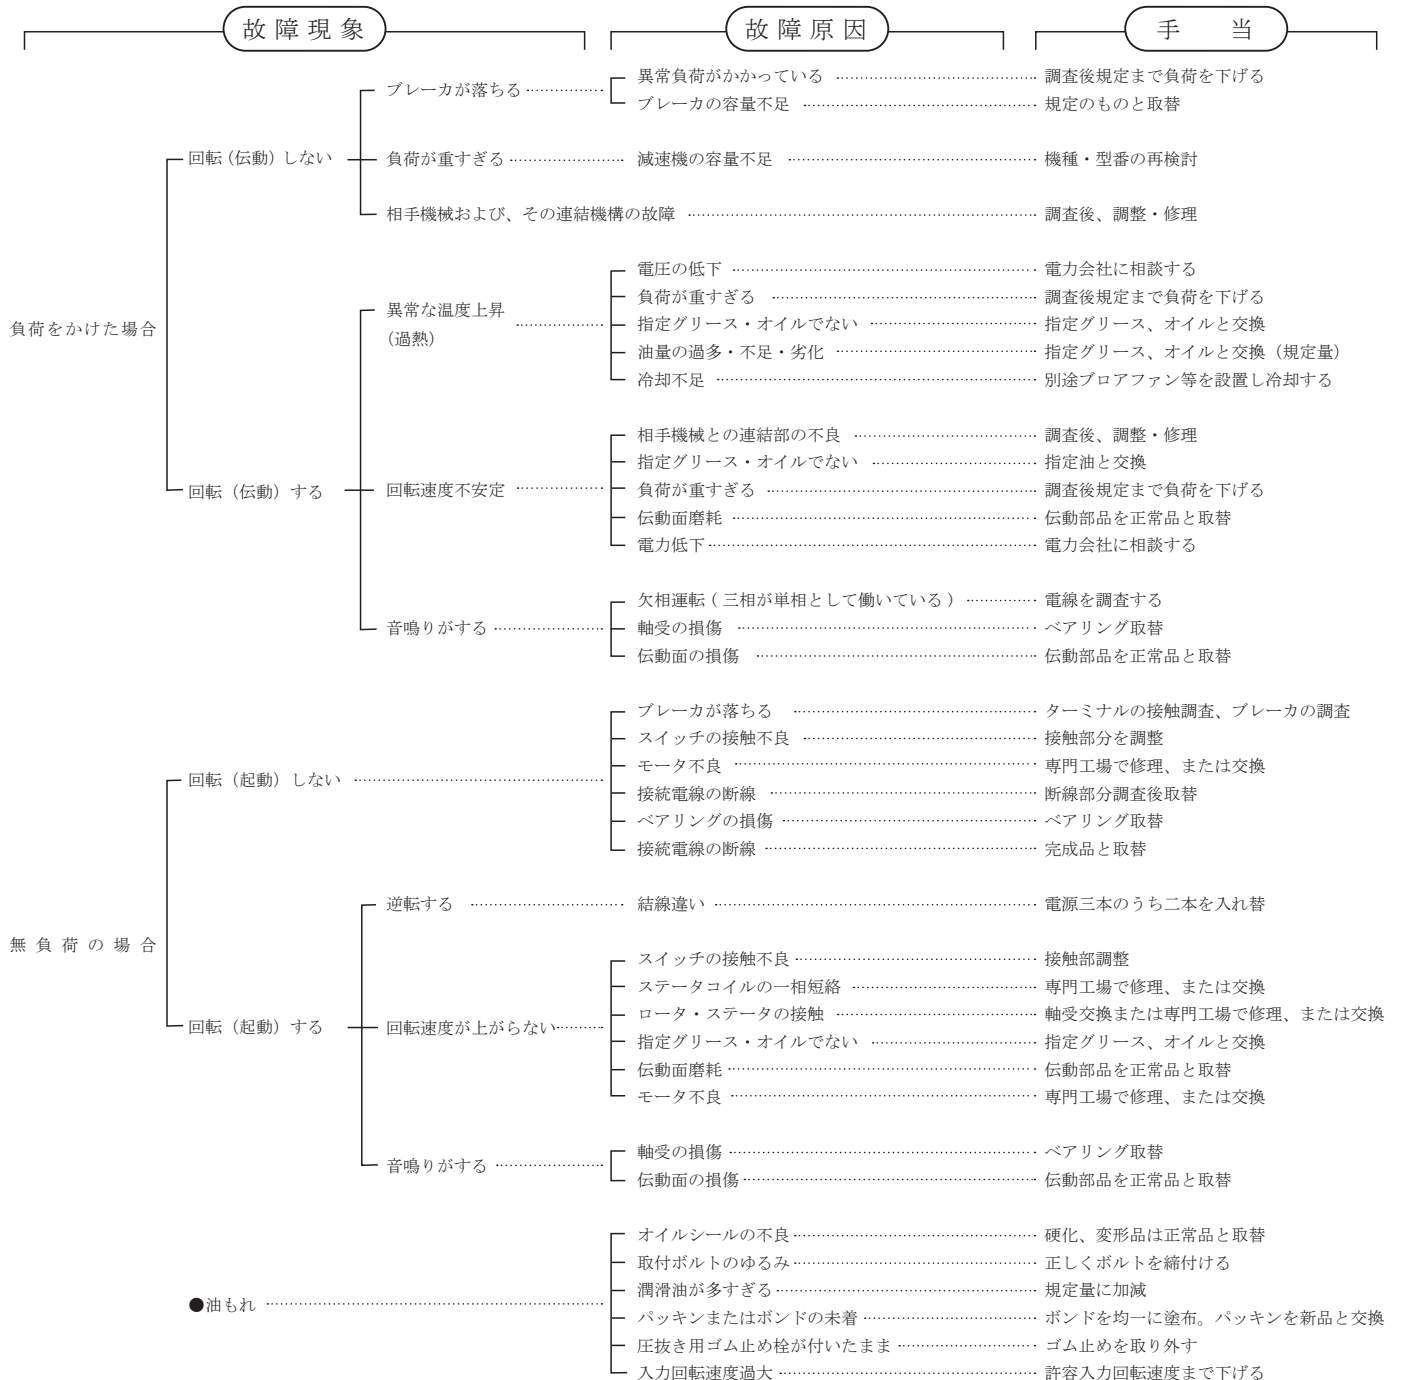 故障現象 故障原因 手当
ブレーカが落ちる 異常負荷がかかっている 調査後規定まで負荷を下げる
ブレーカの容量不足 規定のものと取替
回転（伝動）しない 負荷が重すぎる 減速機の容量不足 機種・型番の再検討
相手機械および、その連結機構の故障 調査後、調整・修理
負荷をかけた場合
異常な温度上昇
（過熱）
電圧の低下 電力会社に相談する
負荷が重すぎる 調査後規定まで負荷を下げる
指定グリース・オイルでない 指定グリース、オイルと交換
油量の過多・不足・劣化 指定グリース、オイルと交換（規定量）
冷却不足 別途ブロアファン等を設置し冷却する
相手機械との連結部の不良 調査後、調整・修理
指定グリース・オイルでない 指定油と交換
回転（伝動）する 回転速度不安定 負荷が重すぎる 調査後規定まで負荷を下げる
伝動面磨耗 伝動部品を正常品と取替
電力低下 電力会社に相談する
欠相運転（三相が単相として働いている） 電線を調査する
音鳴りがする 軸受の損傷 ベアリング取替
伝動面の損傷 伝動部品を正常品と取替
ブレーカが落ちる ターミナルの接触調査、ブレーカの調査
スイッチの接触不良 接触部分を調整
モータ不良 専門工場で修理、または交換
回転（起動）しない
接続電線の断線 断線部分調査後取替
ベアリングの損傷 ベアリング取替
接続電線の断線 完成品と取替
逆転する 結線違い 電源三本のうち二本を入れ替
無負荷の場合
スイッチの接触不良 接触部調整
ステータコイルの一相短絡 専門工場で修理、または交換
ロータ・ステータの接触 軸受交換または専門工場で修理、または交換
回転（起動）する 回転速度が上がらない
指定グリース・オイルでない 指定グリース、オイルと交換
伝動面磨耗 伝動部品を正常品と取替
モータ不良 専門工場で修理、または交換
音鳴りがする 軸受の損傷 ベアリング取替
伝動面の損傷 伝動部品を正常品と取替
オイルシールの不良 硬化、変形品は正常品と取替
取付ボルトのゆるみ 正しくボルトを締付ける
潤滑油が多すぎる 規定量に加減
●油もれ
パッキンまたはボンドの未着 ボンドを均一に塗布。パッキンを新品と交換
圧抜き用ゴム止め栓が付いたまま ゴム止めを取り外す
入力回転速度過大 許容入力回転速度まで下げる